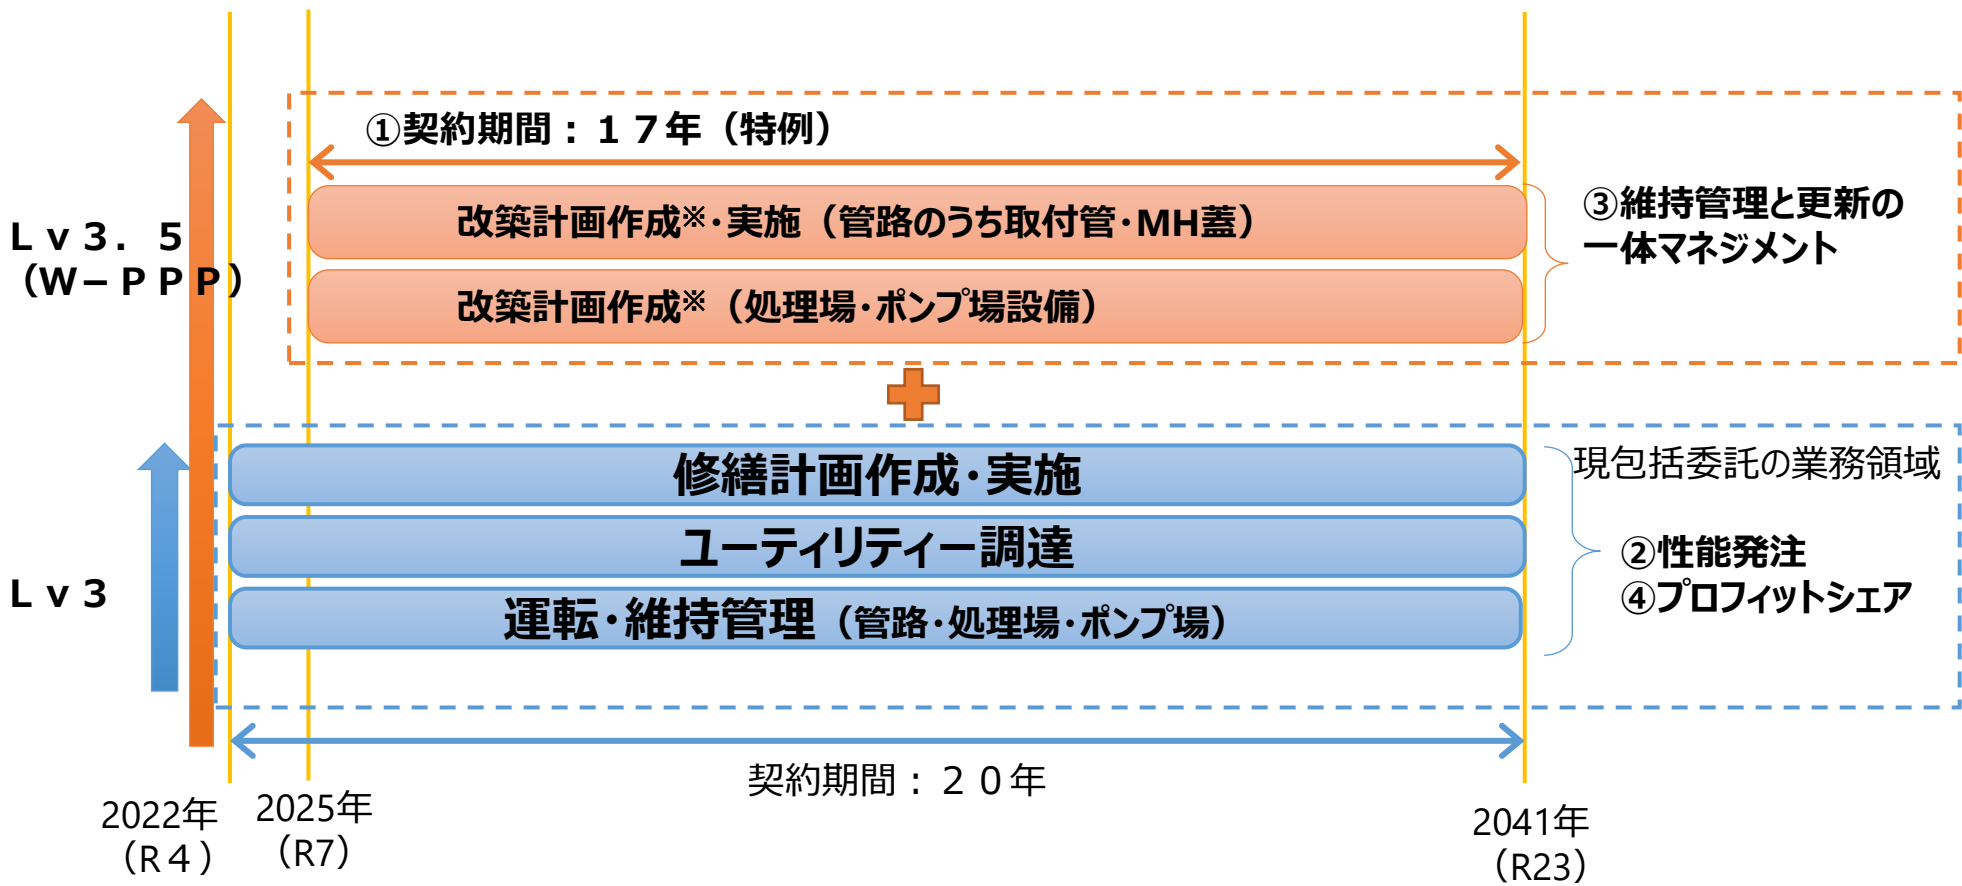 ①契約期間：１７年（特例）
改築計画作成※・実施（管路のうち取付管・MH蓋）
改築計画作成※（処理場・ポンプ場設備）
③維持管理と更新の
一体マネジメント
Ｌｖ３．５
（Ｗ－ＰＰＰ）
修繕計画作成・実施
ユーティリティー調達
運転・維持管理（管路・処理場・ポンプ場）
現包括委託の業務領域
②性能発注
④プロフィットシェア
Ｌｖ３
契約期間：２０年
2022年
（R４）
2025年
（R7）
2041年
（R23）